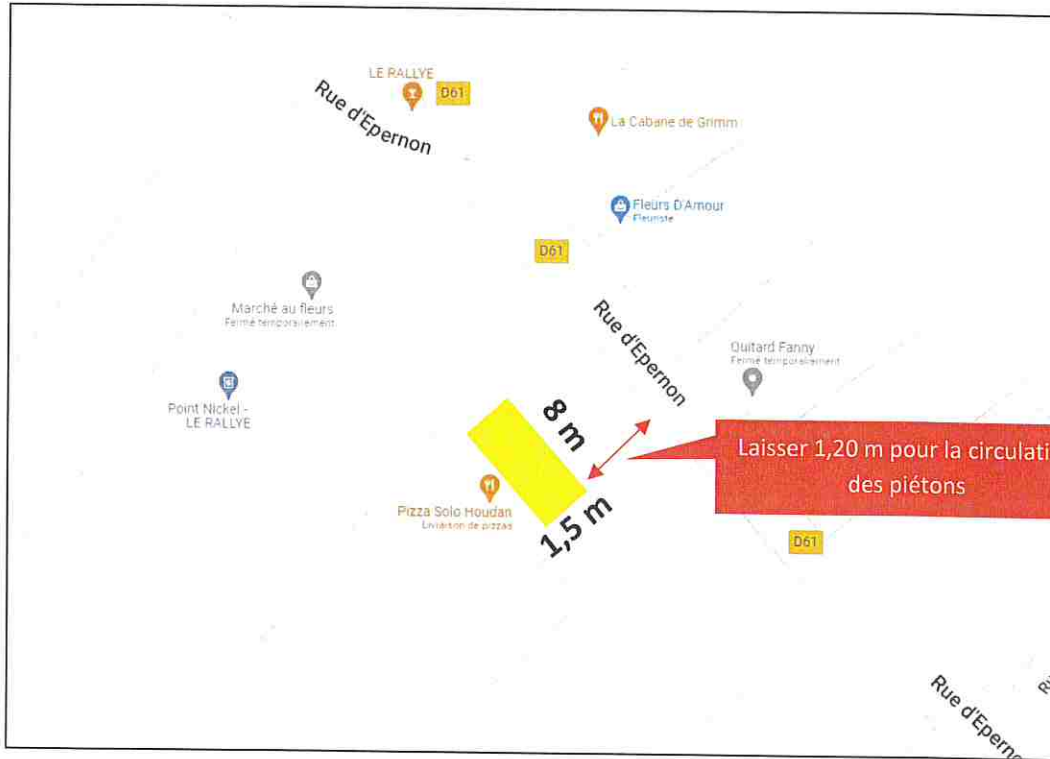 LE RALLYE
D61
Rue d'Epernon
La Cabane de Grimm
Fleurs D'Amour
Fleuriste
D61
Marché au fleurs
Fermé temporairement
Rue d'Epernon
Quitard Fanny
Fermé temporairement
Point Nickel -
LE RALLYE
8 m
Laisser 1,20 m pour la circulati
des piétons
Pizza Solo Houdan
Livraison de pizzas
1,5 m
D61
Rue d'Eperno
Ru